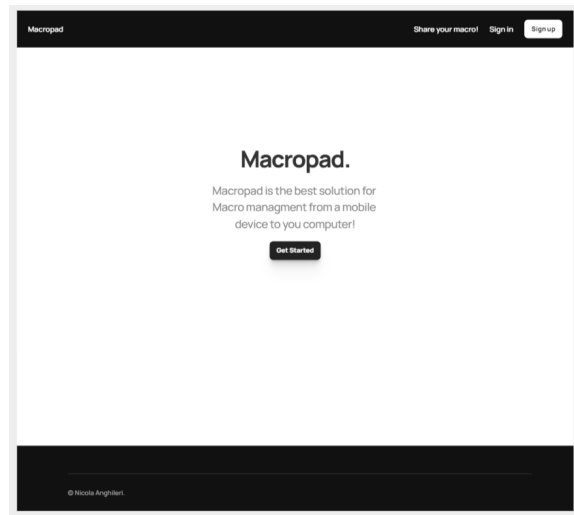 Macropad
Share your macro! Sign in Sign up
Macropad.
Macropad is the best solution for
Macro managment from a mobile
device to you computer!
Get Started
© Nicola Anghileri.